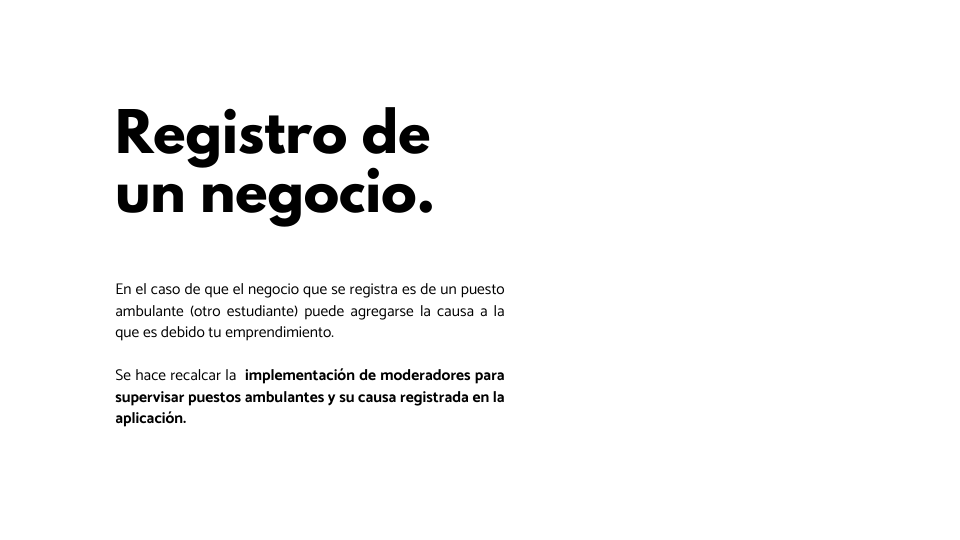 Registro de
un negocio.
En el caso de que el negocio que se registra es de un puesto
ambulante (otro estudiante) puede agregarse la causa a la
que es debido tu emprendimiento.
Se hace recalcar la implementación de moderadores para
supervisar puestos ambulantes y su causa registrada en la
aplicación.